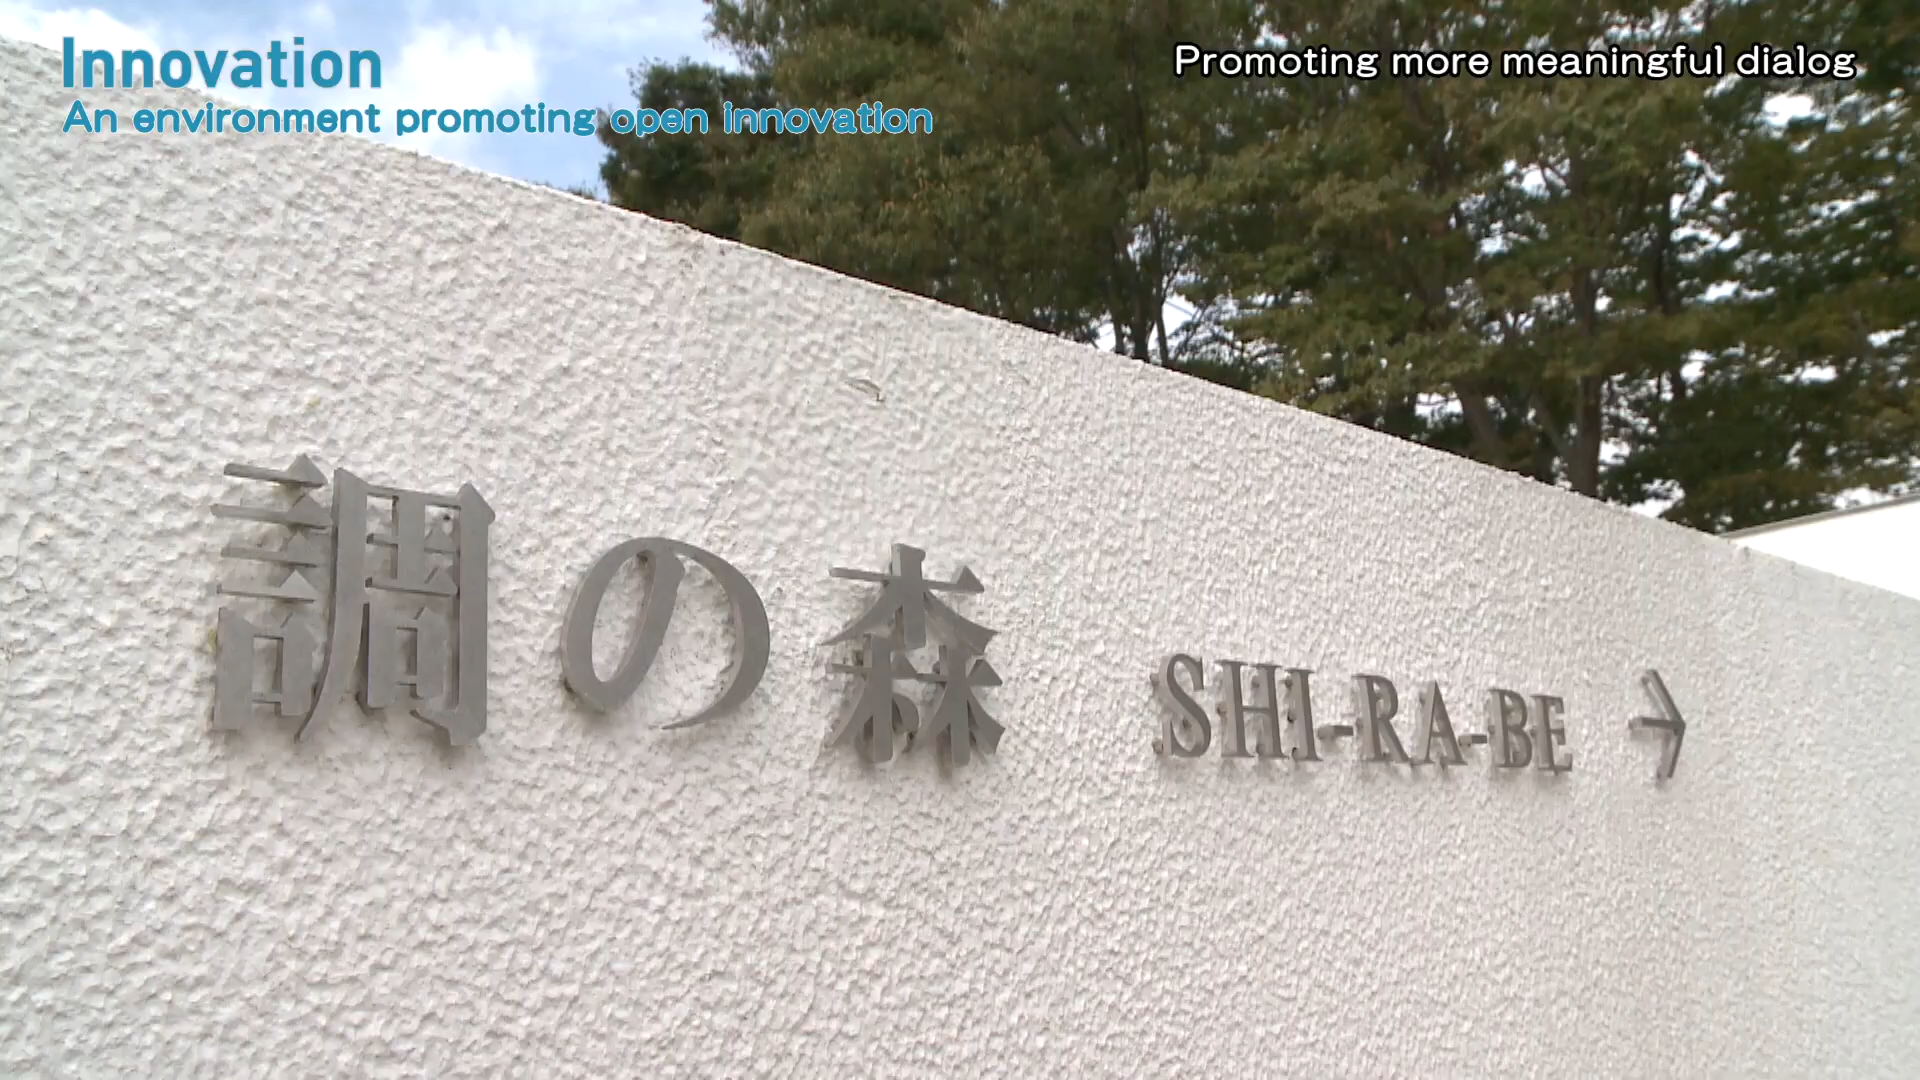 Innovation
An environment promoting open innovation
Promoting more meaningful dialog
調の森 SHI-RA-BE →